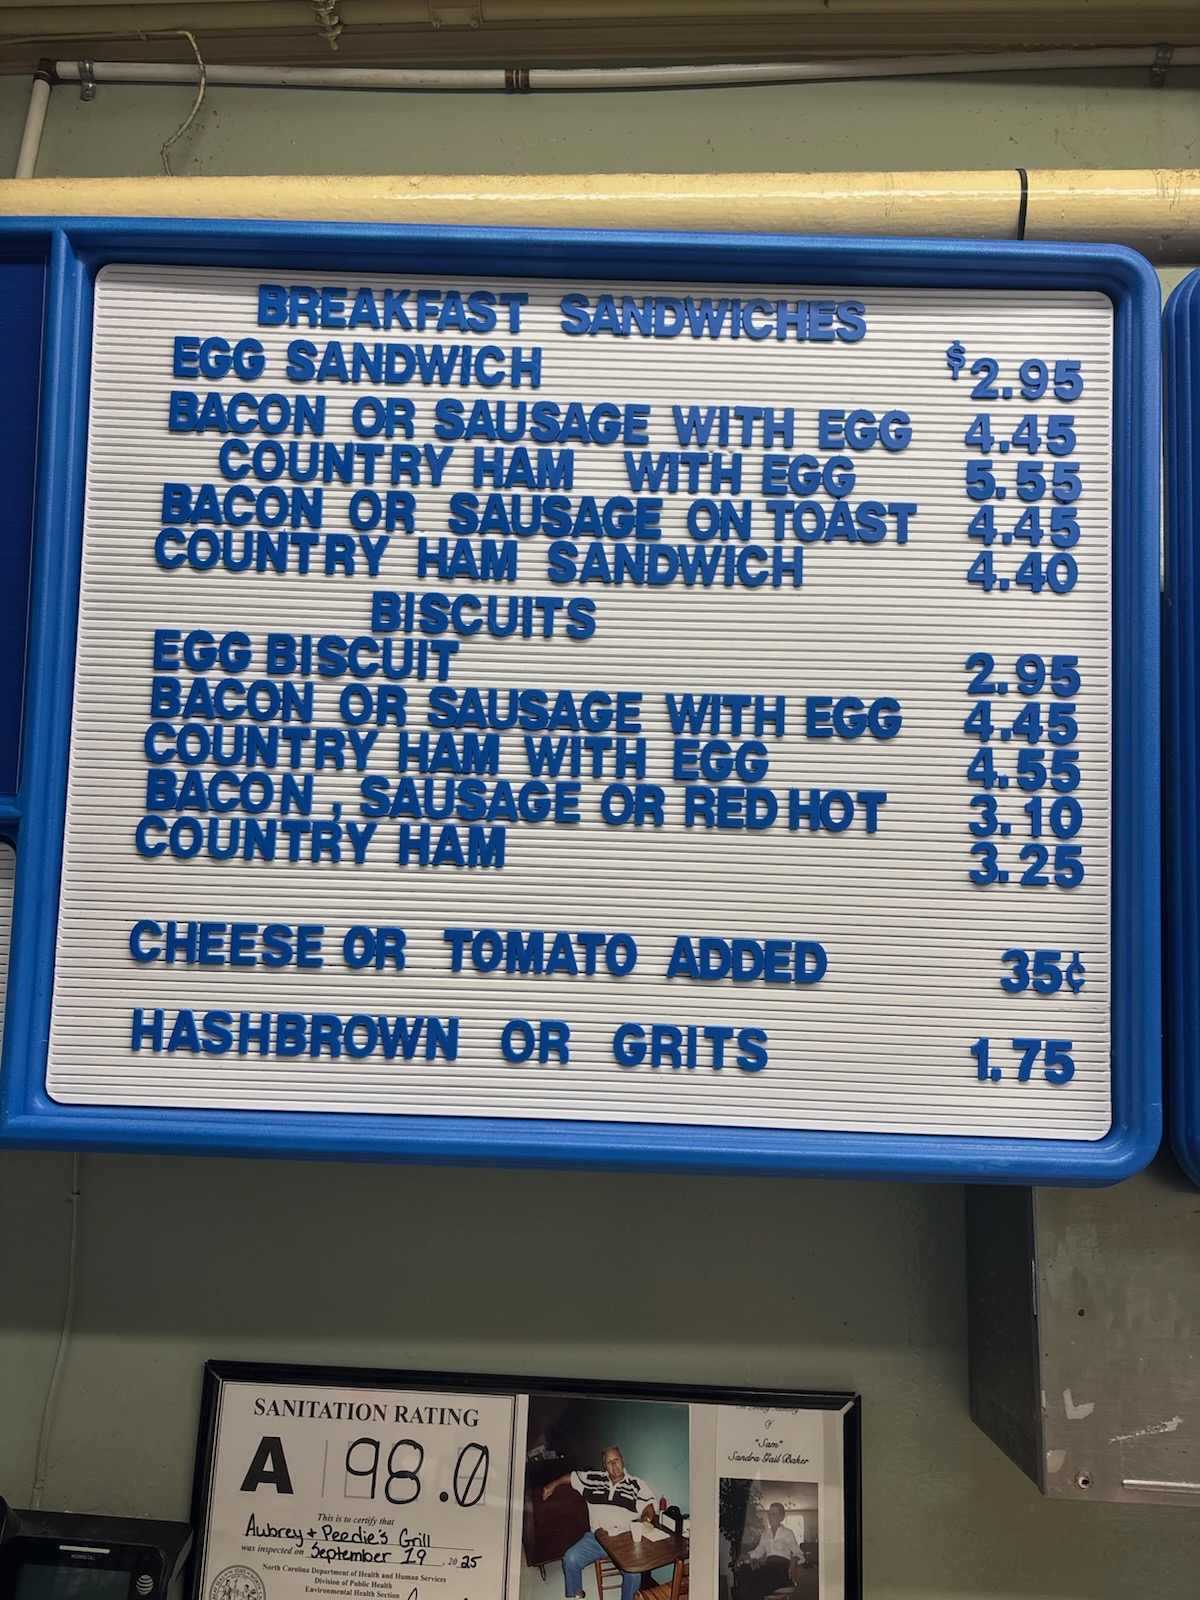 BREAKFAST SANDWICHES
EGG SANDWICH $2.95
BACON OR SAUSAGE WITH EGG 4.45
COUNTRY HAM WITH EGG 5.55
BACON OR SAUSAGE ON TOAST 4.45
COUNTRY HAM SANDWICH 4.40
BISCUITS
EGG BISCUIT 2.95
BACON OR SAUSAGE WITH EGG 4.45
COUNTRY HAM WITH EGG 4.55
BACON, SAUSAGE OR RED HOT 3.10
COUNTRY HAM 3.25
CHEESE OR TOMATO ADDED 35¢
HASHBROWN OR GRITS 1.75
SANITATION RATING
A 98.0
This is to certify that
Aubrey + Peedie's Grill
was inspected on September 19, 2025
North Carolina Department of Health and Human Services
Division of Public Health
Environmental Health Section
In Loving Memory
Of
"Sam"
Sandra Gail Baker
AT&T